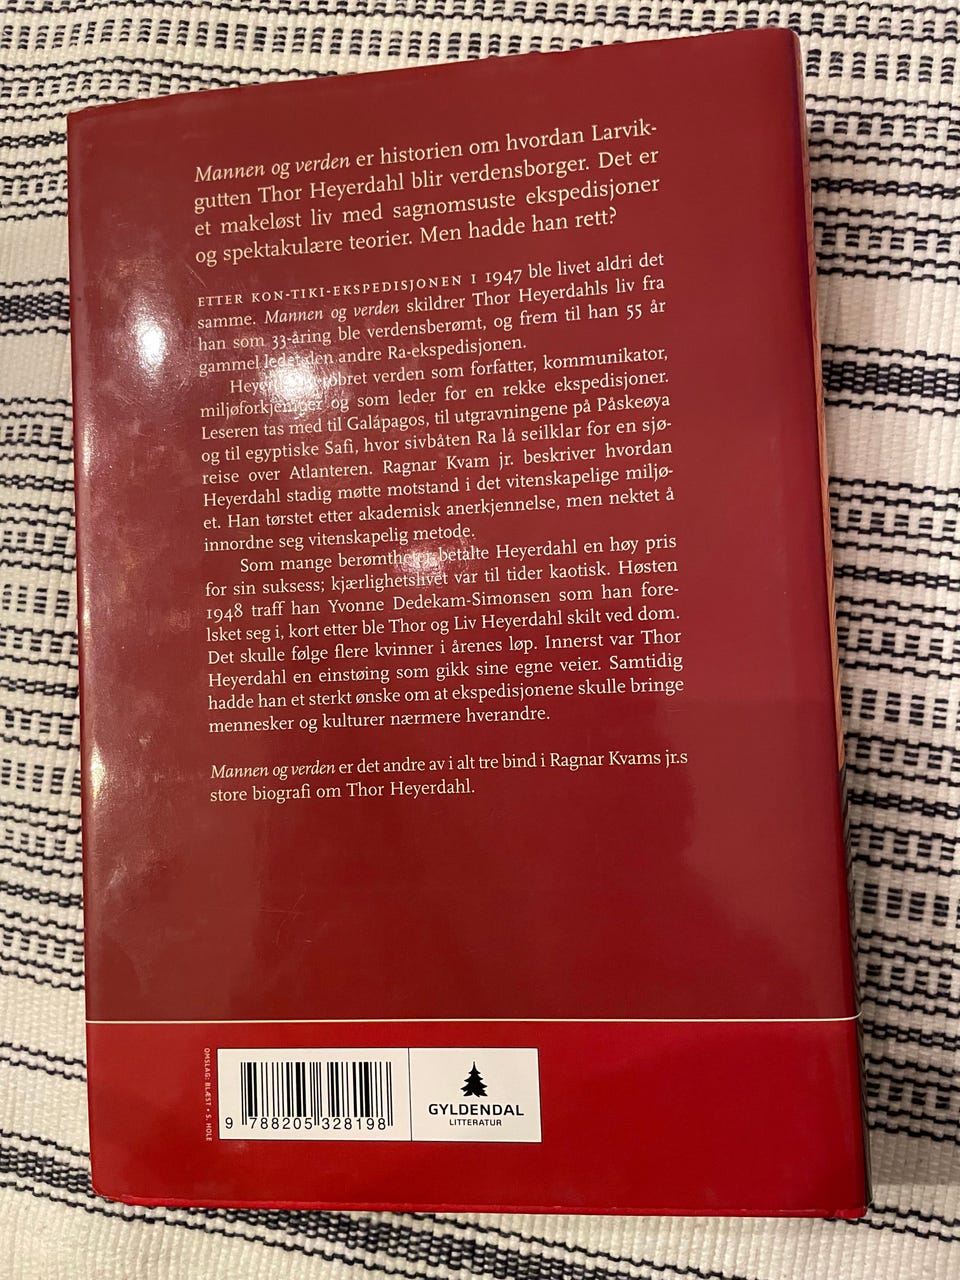 Mannen og verden er historien om hvordan Larvik-
gutten Thor Heyerdahl blir verdensborger. Det er
et makeløst liv med sagnomsuste ekspedisjoner
og spektakulære teorier. Men hadde han rett?
ETTER KON-TIKI-EKSPEDISJONEN I 1947 ble livet aldri det
samme. Mannen og verden skildrer Thor Heyerdahls liv fra
han som 33-åring ble verdensberømt, og frem til han 55 år
gammel ledet den andre Ra-ekspedisjonen.
erobret verden som forfatter, kommunikator,
miljøforkjemper og som leder for en rekke ekspedisjoner.
Leseren tas med til Galápagos, til utgravningene på Påskeøya
og til egyptiske Safi, hvor sivbåten Ra lå seilklar for en sjø-
reise over Atlanteren. Ragnar Kvam jr. beskriver hvordan
Heyerdahl stadig møtte motstand i det vitenskapelige miljø-
et. Han tørstet etter akademisk anerkjennelse, men nektet å
innordne seg vitenskapelig metode.
Som mange berømtheter betalte Heyerdahl en høy pris
for sin suksess; kjærlighetslivet var til tider kaotisk. Høsten
1948 traff han Yvonne Dedekam-Simonsen som han fore-
lsket seg i, kort etter ble Thor og Liv Heyerdahl skilt ved dom.
Det skulle følge flere kvinner i årenes løp. Innerst var Thor
Heyerdahl en einstøing som gikk sine egne veier. Samtidig
hadde han et sterkt ønske om at ekspedisjonene skulle bringe
mennesker og kulturer nærmere hverandre.
Mannen og verden er det andre av i alt tre bind i Ragnar Kvams jr.s
store biografi om Thor Heyerdahl.
OMSLAG: BLÆST • S. HOLE
9 788205 328198
GYLDENDAL
LITTERATUR